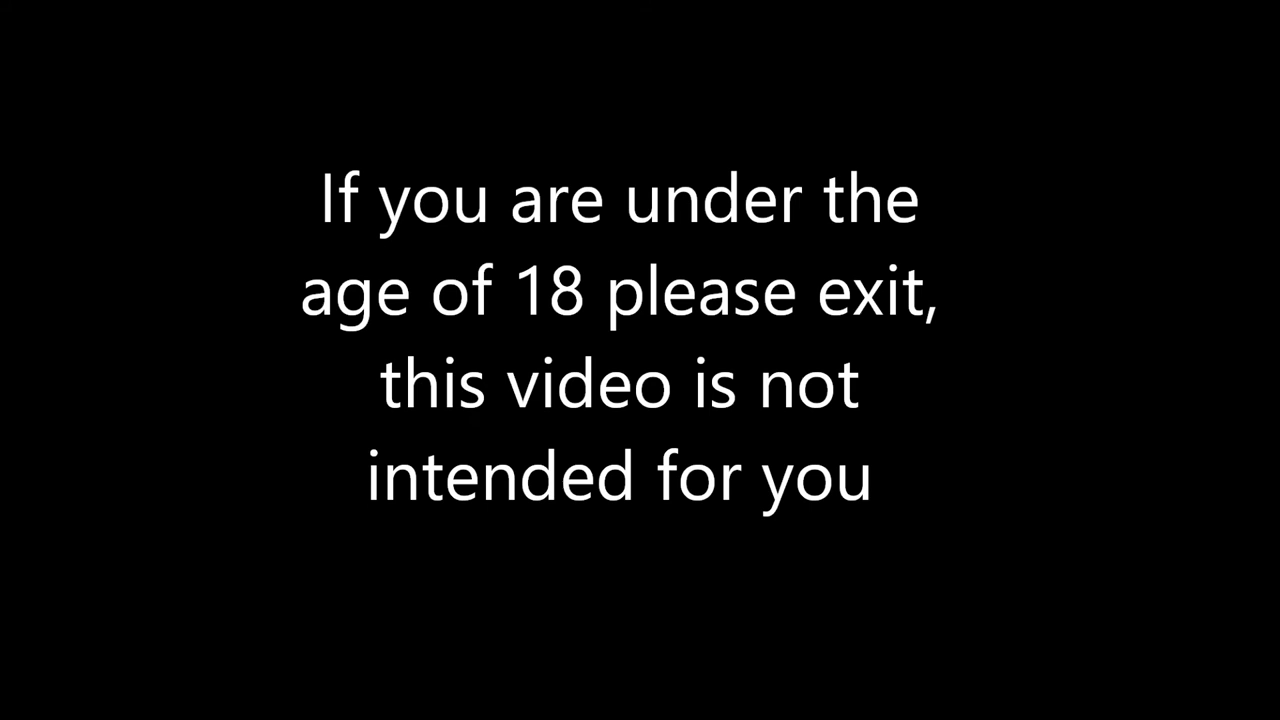 If you are under the
age of 18 please exit,
this video is not
intended for you